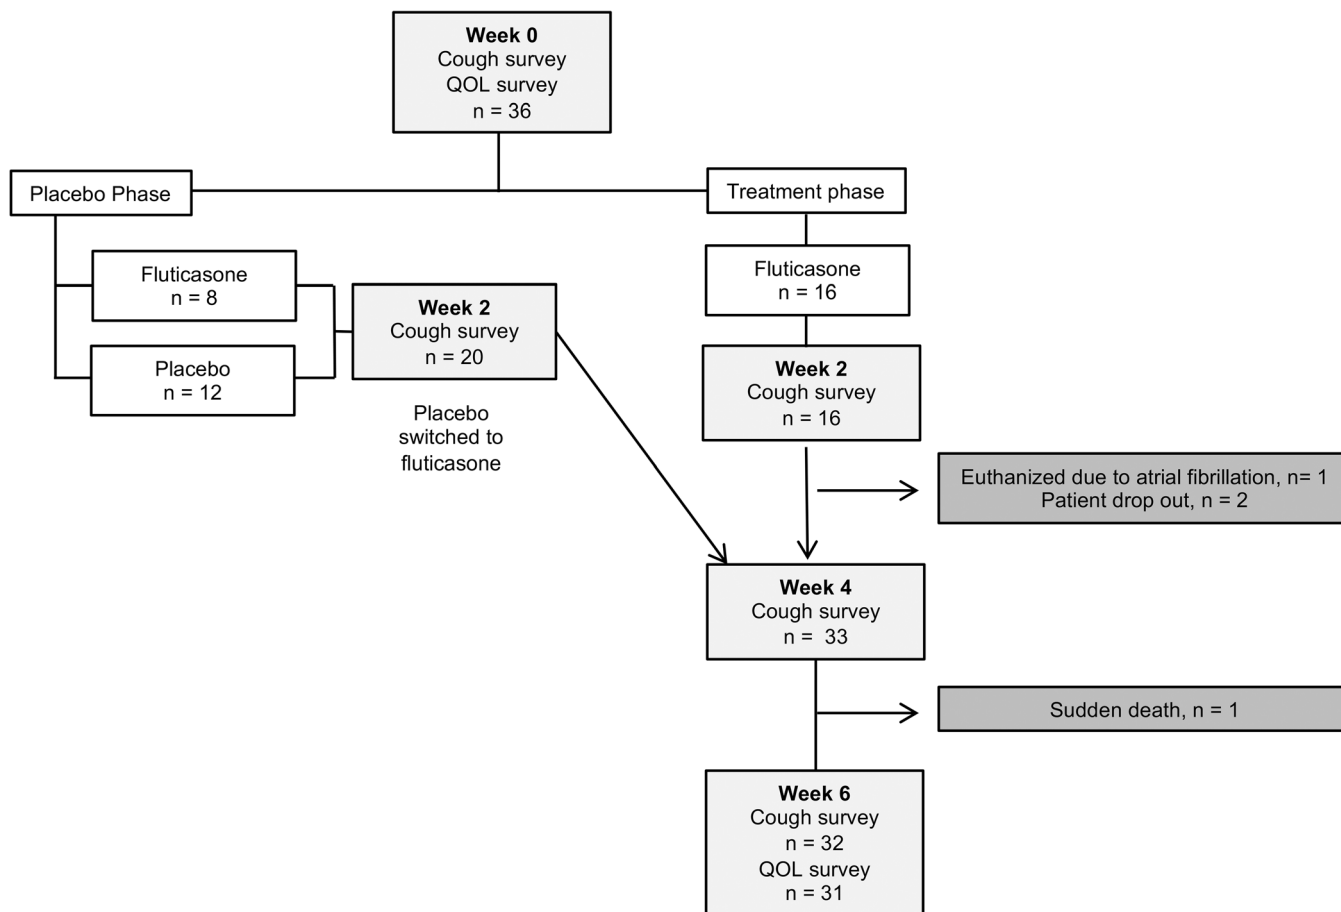 Week 0
Cough survey
QOL survey
n = 36
Placebo Phase
Treatment phase
Fluticasone
n = 8
Placebo
n = 12
Week 2
Cough survey
n = 20
Placebo
switched to
fluticasone
Fluticasone
n = 16
Week 2
Cough survey
n = 16
Euthanized due to atrial fibrillation, n= 1
Patient drop out, n = 2
Week 4
Cough survey
n = 33
Sudden death, n = 1
Week 6
Cough survey
n = 32
QOL survey
n = 31